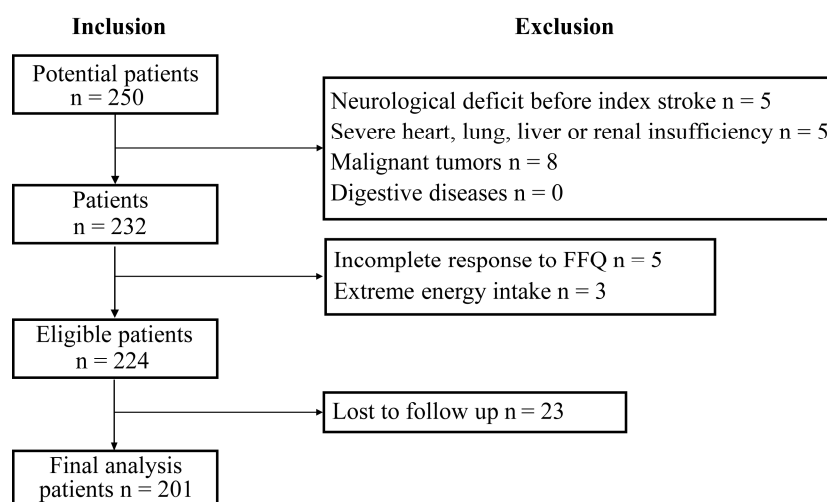 Inclusion
Exclusion
Potential patients
n = 250
Neurological deficit before index stroke n = 5
Severe heart, lung, liver or renal insufficiency n = 5
Malignant tumors n = 8
Digestive diseases n = 0
Patients
n = 232
Incomplete response to FFQ n = 5
Extreme energy intake n = 3
Eligible patients
n = 224
Lost to follow up n = 23
Final analysis
patients n = 201